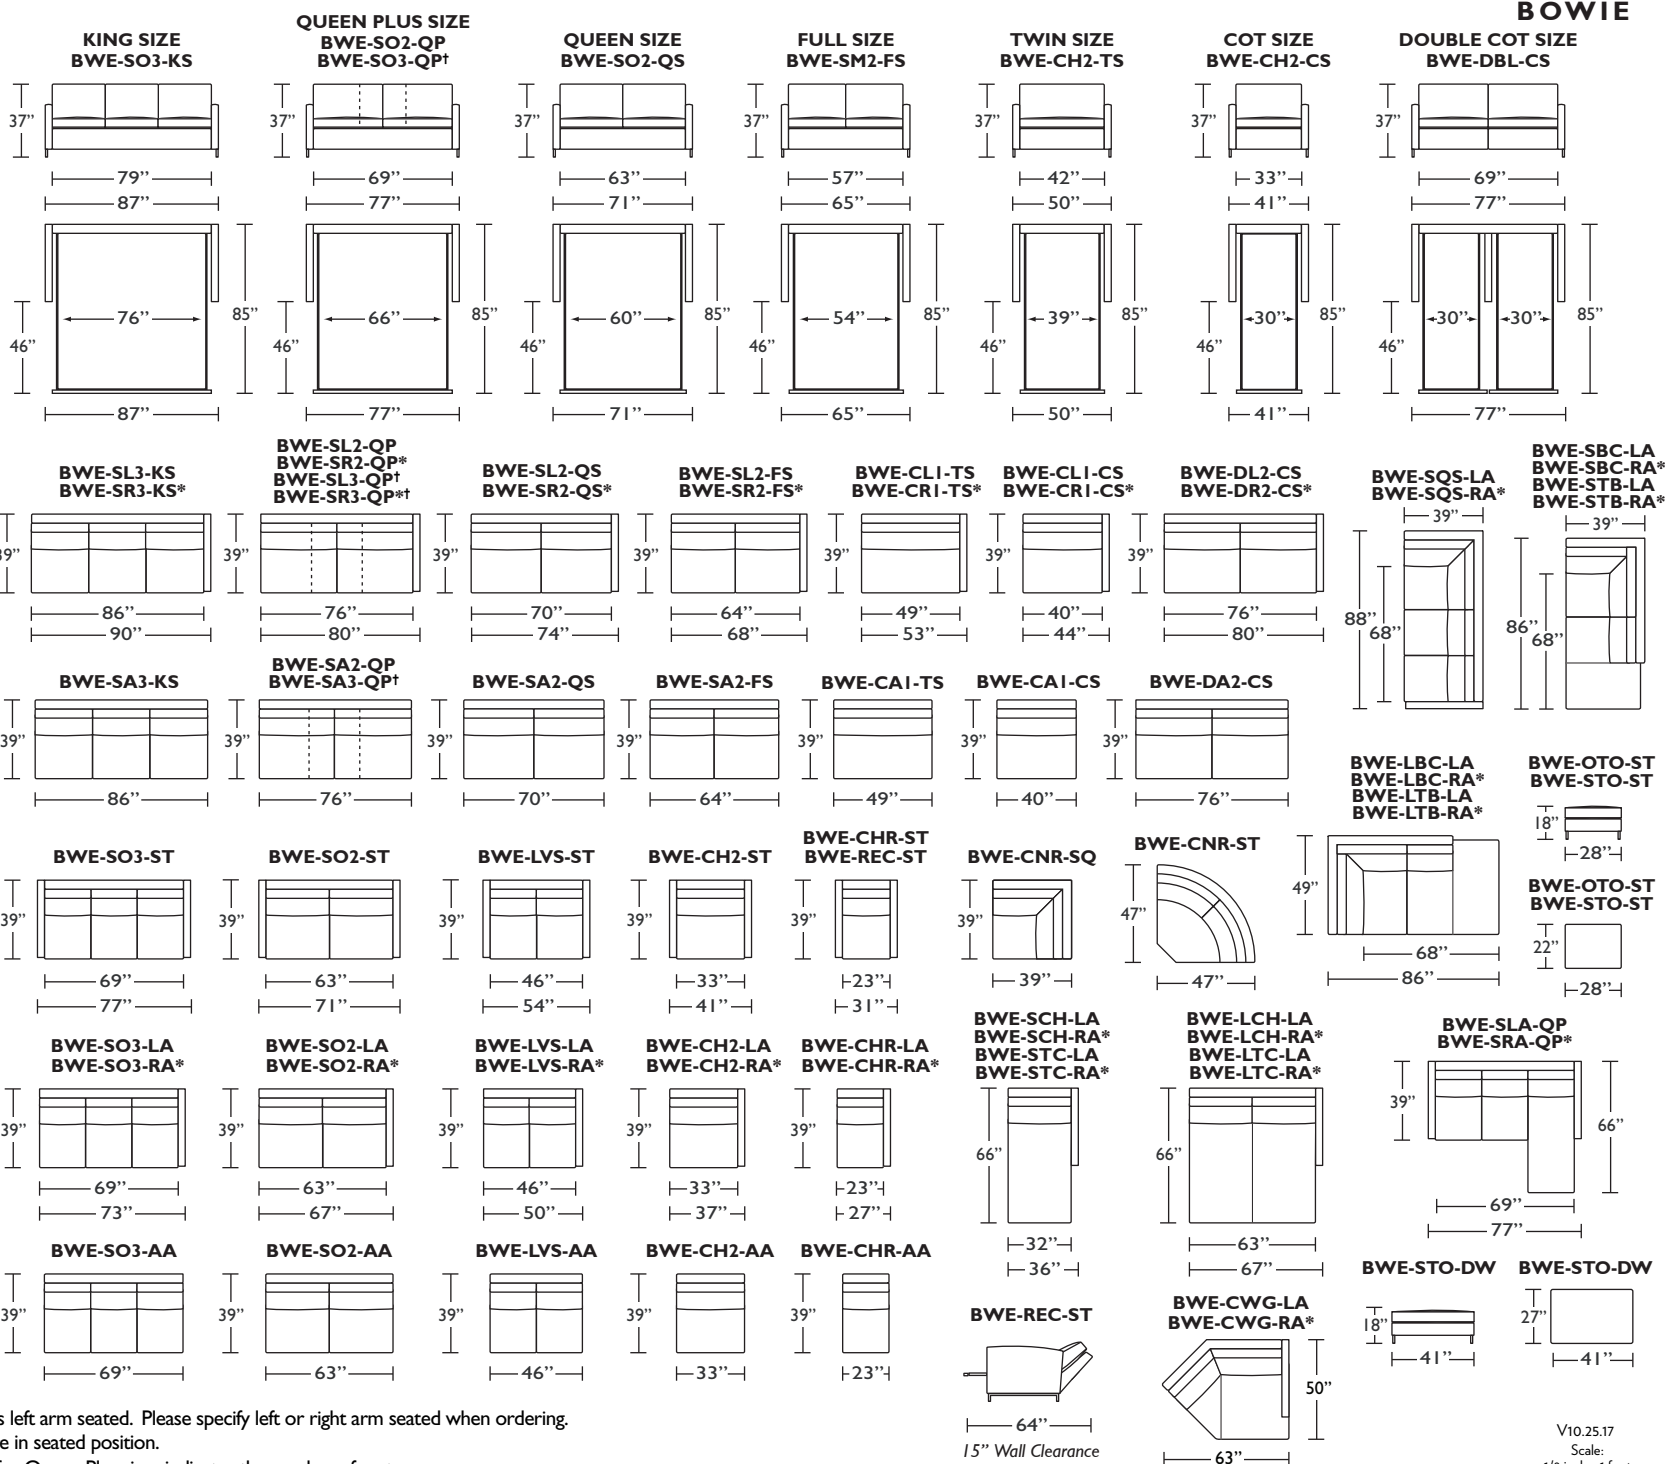 BOWIE
KING SIZE
BWE-SO3-KS
QUEEN PLUS SIZE
BWE-SO2-QP
BWE-SO3-QP†
QUEEN SIZE
BWE-SO2-QS
FULL SIZE
BWE-SM2-FS
TWIN SIZE
BWE-CH2-TS
COT SIZE
BWE-CH2-CS
DOUBLE COT SIZE
BWE-DBL-CS
37” 37” 37” 37” 37” 37” 37”
79” 69” 63” 57” 42” 33” 69”
87” 77” 71” 65” 50” 41” 77”
76” 85” 66” 85” 60” 85” 54” 85” 39” 85” 30” 85” 30” 30” 85”
46” 46” 46” 46” 46” 46” 46”
87” 77” 71” 65” 50” 41” 77”
BWE-SL3-KS
BWE-SR3-KS*
BWE-SL2-QP
BWE-SR2-QP*
BWE-SL3-QP†
BWE-SR3-QP*†
BWE-SL2-QS
BWE-SR2-QS*
BWE-SL2-FS
BWE-SR2-FS*
BWE-CL1-TS
BWE-CR1-TS*
BWE-CL1-CS
BWE-CR1-CS*
BWE-DL2-CS
BWE-DR2-CS*
BWE-SQS-LA
BWE-SQS-RA*
BWE-SBC-LA
BWE-SBC-RA*
BWE-STB-LA
BWE-STB-RA*
39” 39”
39” 39” 39” 39” 39” 39” 39”
86” 76” 70” 64” 49” 40” 76”
90” 80” 74” 68” 53” 44” 80”
88” 68” 86” 68”
BWE-SA3-KS
BWE-SA2-QP
BWE-SA3-QP†
BWE-SA2-QS
BWE-SA2-FS
BWE-CA1-TS
BWE-CA1-CS
BWE-DA2-CS
39” 39” 39” 39” 39” 39” 39”
86” 76” 70” 64” 49” 40” 76”
BWE-LBC-LA
BWE-LBC-RA*
BWE-LTB-LA
BWE-LTB-RA*
49”
68”
86”
BWE-OTO-ST
BWE-STO-ST
18”
28”
BWE-OTO-ST
BWE-STO-ST
22”
28”
BWE-SO3-ST
BWE-SO2-ST
BWE-LVS-ST
BWE-CH2-ST
BWE-CHR-ST
BWE-REC-ST
BWE-CNR-SQ
BWE-CNR-ST
39” 39” 39” 39” 39” 39” 47”
69” 63” 46” 33” 23” 39” 47”
77” 71” 54” 41” 31”
BWE-SO3-LA
BWE-SO3-RA*
BWE-SO2-LA
BWE-SO2-RA*
BWE-LVS-LA
BWE-LVS-RA*
BWE-CH2-LA
BWE-CH2-RA*
BWE-CHR-LA
BWE-CHR-RA*
39” 39” 39” 39” 39”
69” 63” 46” 33” 23”
73” 67” 50” 37” 27”
BWE-SCH-LA
BWE-SCH-RA*
BWE-STC-LA
BWE-STC-RA*
66”
32”
36”
BWE-LCH-LA
BWE-LCH-RA*
BWE-LTC-LA
BWE-LTC-RA*
66”
63”
67”
BWE-SLA-QP
BWE-SRA-QP*
39” 66”
69”
77”
BWE-SO3-AA
BWE-SO2-AA
BWE-LVS-AA
BWE-CH2-AA
BWE-CHR-AA
39” 39” 39” 39” 39”
69” 63” 46” 33” 23”
BWE-REC-ST
64”
15” Wall Clearance
BWE-CWG-LA
BWE-CWG-RA*
50”
63”
BWE-STO-DW
18”
41”
BWE-STO-DW
27”
41”
left arm seated. Please specify left or right arm seated when ordering.
in seated position.
V10.25.17
Scale: